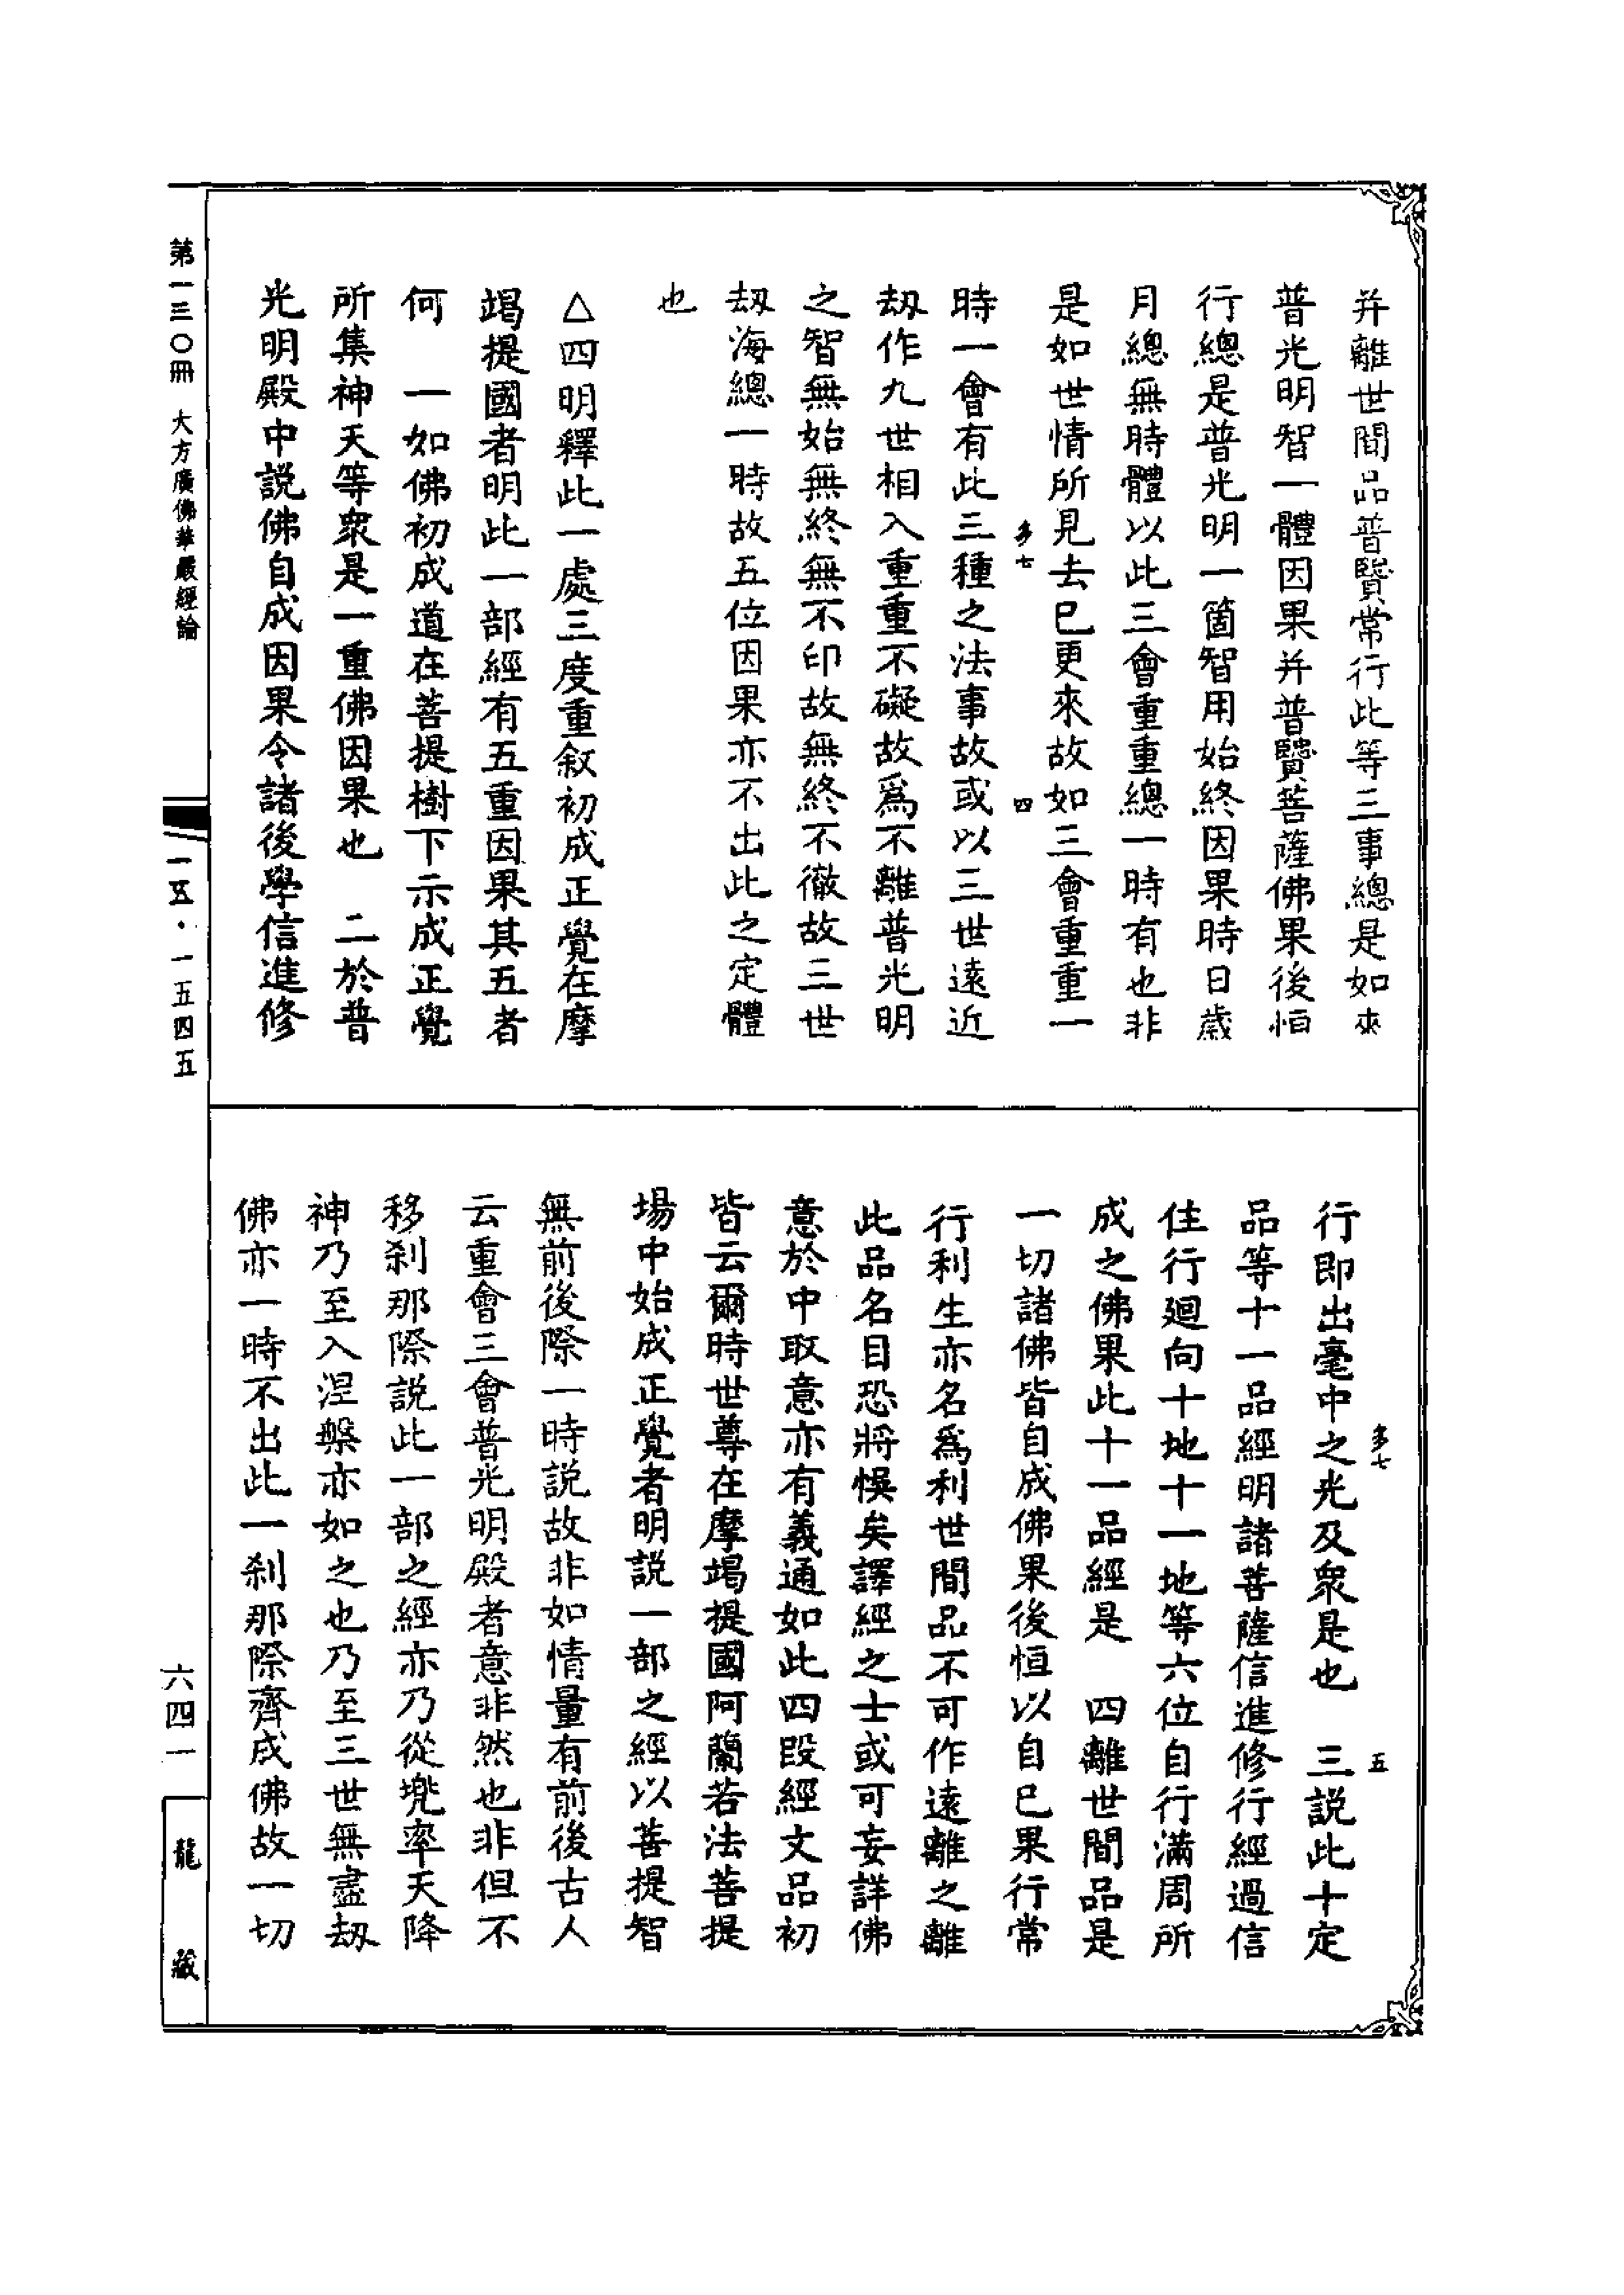 并離世間品普賢常行此等三事總是如來
普光明智一體因果并普賢菩薩佛果後恒
行總是普光明一箇智用始終因果時日歲
月總無時體以此三會重重總一時有也非
是如世情所見去已更來故如三會重重一
多七
四
時一會有此三種之法事故或以三世遠近
刼作九世相入重重不礙故爲不離普光明
之智無始無終無不印故無終不徹故三世
刼海總一時故五位因果亦不出此之定體
也
△四明釋此一處三度重叙初成正覺在摩
竭提國者明此一部經有五重因果其五者
何　一如佛初成道在菩提樹下示成正覺
所集神天等衆是一重佛因果也　二於普
光明殿中説佛自成因果令諸後學信進修
多七
五
行即出毫中之光及衆是也　三説此十定
品等十一品經明諸菩薩信進修行經過信
住行廻向十地十一地等六位自行滿周所
成之佛果此十一品經是　四離世間品是
一切諸佛皆自成佛果後恒以自已果行常
行利生亦名爲利世間品不可作遠離之離
此品名目恐將悞矣譯經之士或可妄詳佛
意於中取意亦有義通如此四段經文品初
皆云爾時世尊在摩竭提國阿蘭若法菩提
場中始成正覺者明説一部之經以菩提智
無前後際一時説故非如情量有前後古人
云重會三會普光明殿者意非然也非但不
移剎那際説此一部之經亦乃從兠率天降
神乃至入涅槃亦如之也乃至三世無盡刼
佛亦一時不出此一剎那際齊成佛故一切
第一三〇冊　大方廣佛華嚴經論
一五·一五四五
六四一
龍藏